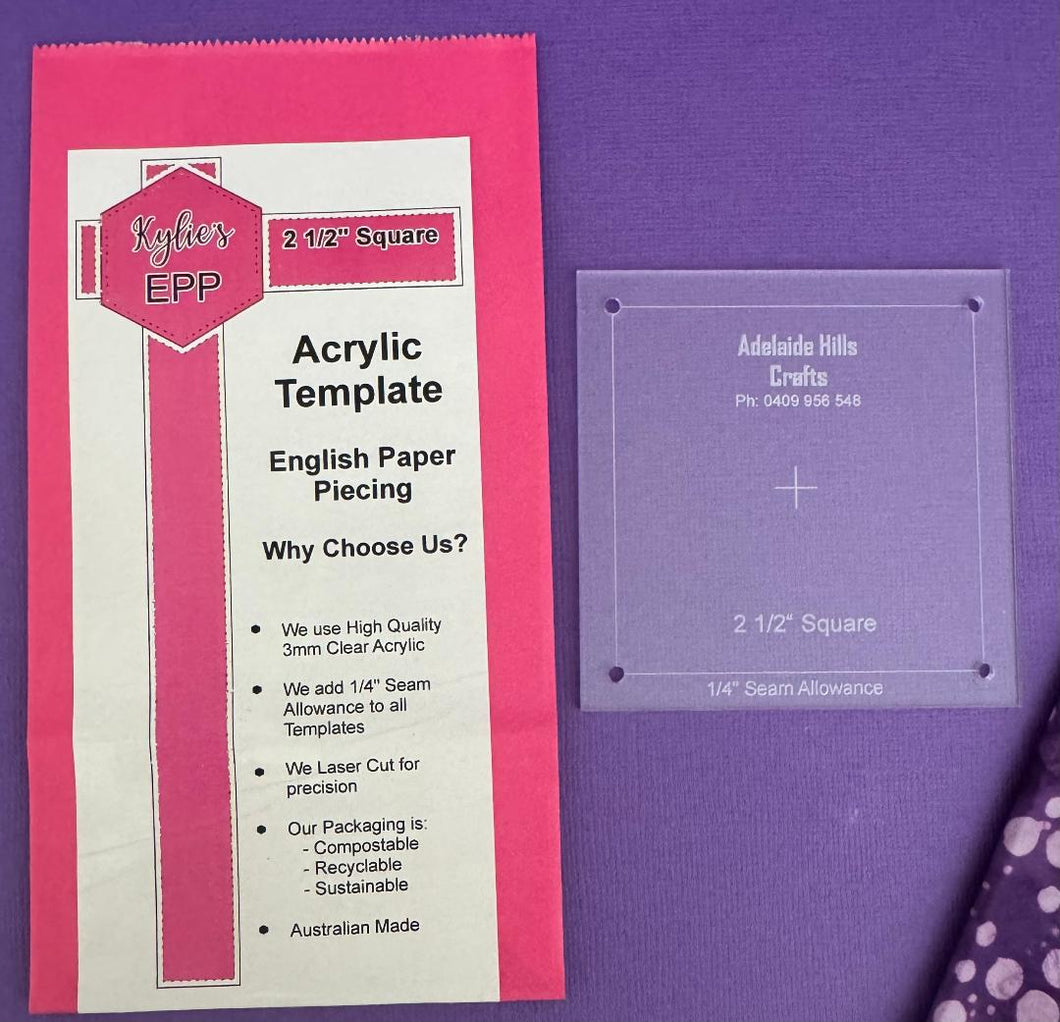 Kylie's
EPP
2 1/2" Square
Acrylic
Template
English Paper
Piecing
Why Choose Us?
We use High Quality
3mm Clear Acrylic
We add 1/4" Seam
Allowance to all
Templates
We Laser Cut for
precision
Our Packaging is:
- Compostable
- Recyclable
- Sustainable
Australian Made
Adelaide Hills
Crafts
Ph: 0409 956 548
2 1/2“ Square
1/4" Seam Allowance